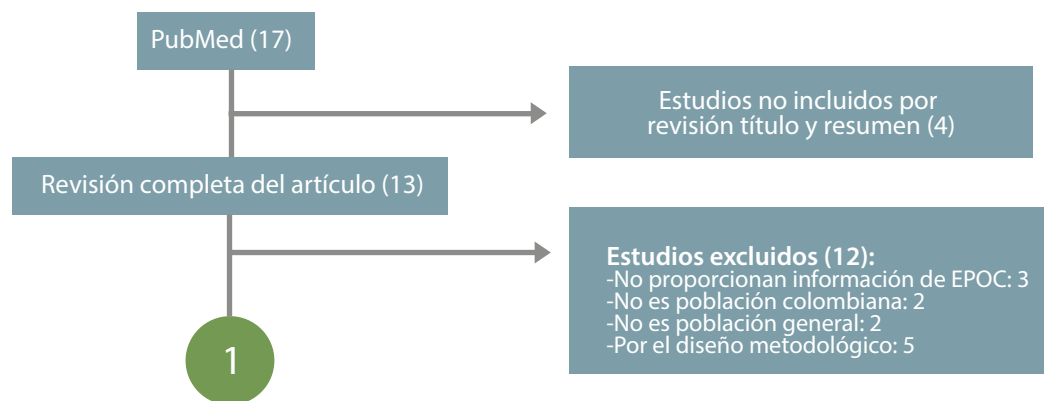 PubMed (17)
Estudios no incluidos por
revisión título y resumen (4)
Revisión completa del artículo (13)
Estudios excluidos (12):
-No proporcionan información de EPOC: 3
-No es población colombiana: 2
-No es población general: 2
-Por el diseño metodológico: 5
1